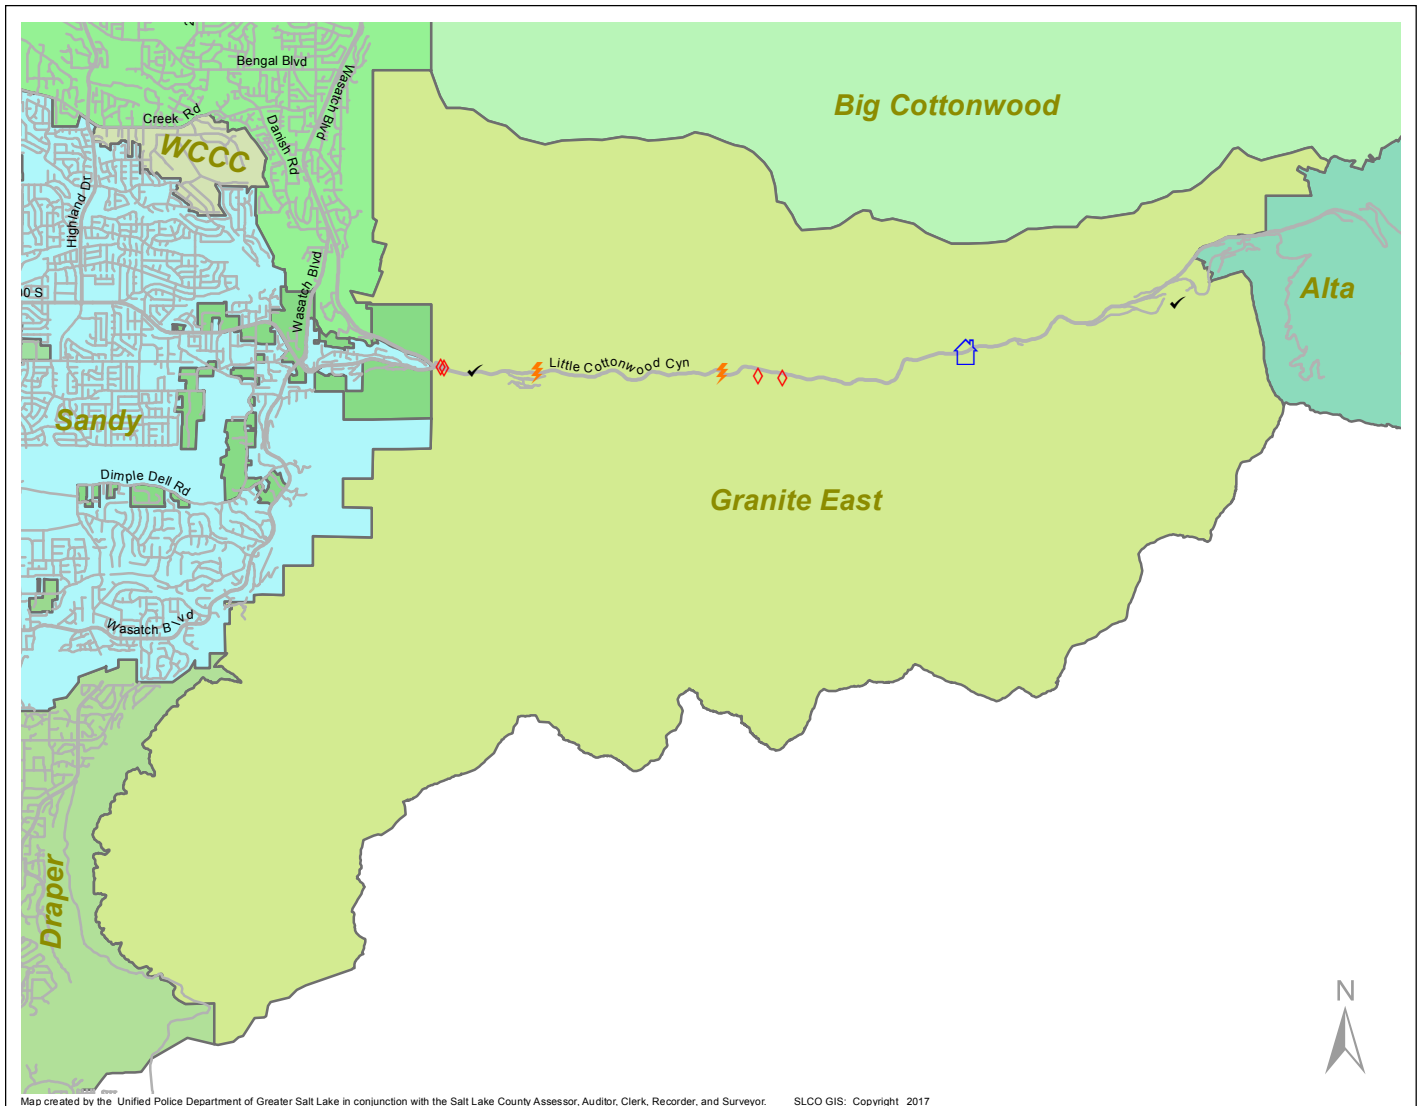 Bengal Blvd
Wasatch Blvd
Big Cottonwood
Creek Rd
Danish Rd
WCCC
Highland Dr
Wasatch Blvd
00 S
Alta
Little Cottonwood Cyn
Sandy
Dimple Dell Rd
Granite East
Wasatch Blvd
Draper
N
Map created by the Unified Police Department of Greater Salt Lake in conjunction with the Salt Lake County Assessor, Auditor, Clerk, Recorder, and Surveyor. SLCO GIS: Copyright 2017